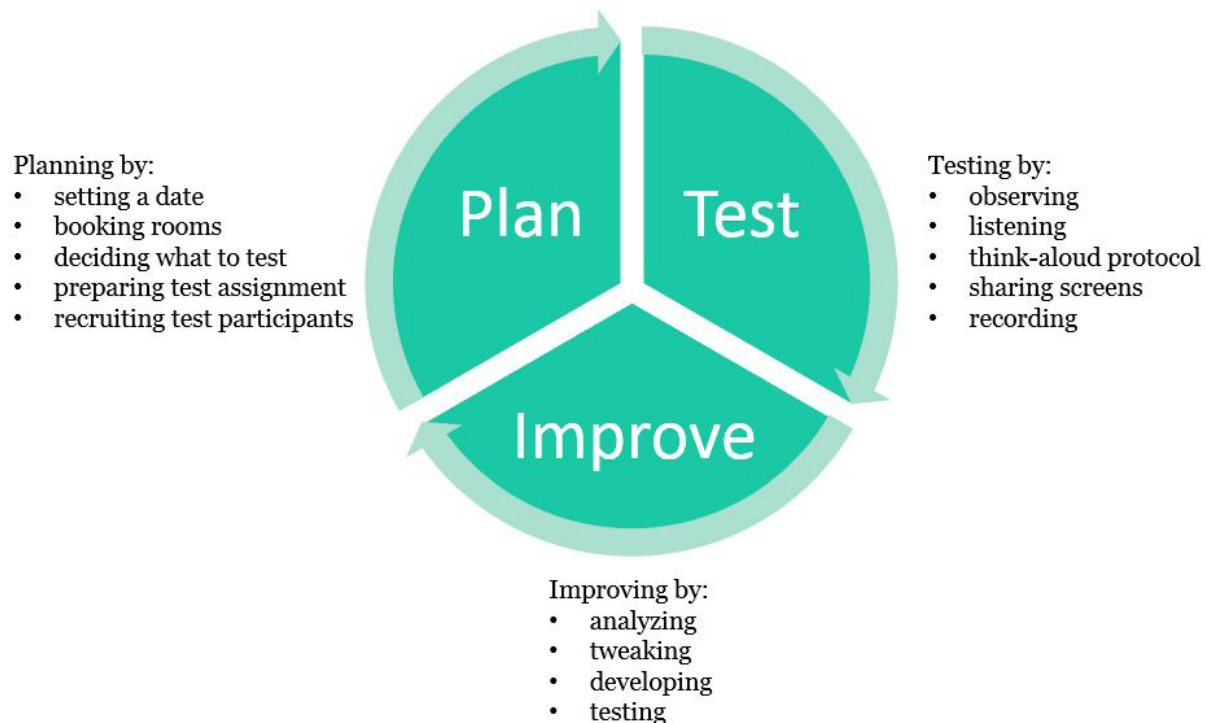 Plan
Test
Improve
Planning by:
• setting a date
• booking rooms
• deciding what to test
• preparing test assignment
• recruiting test participants
Testing by:
• observing
• listening
• think-aloud protocol
• sharing screens
• recording
Improving by:
• analyzing
• tweaking
• developing
• testing